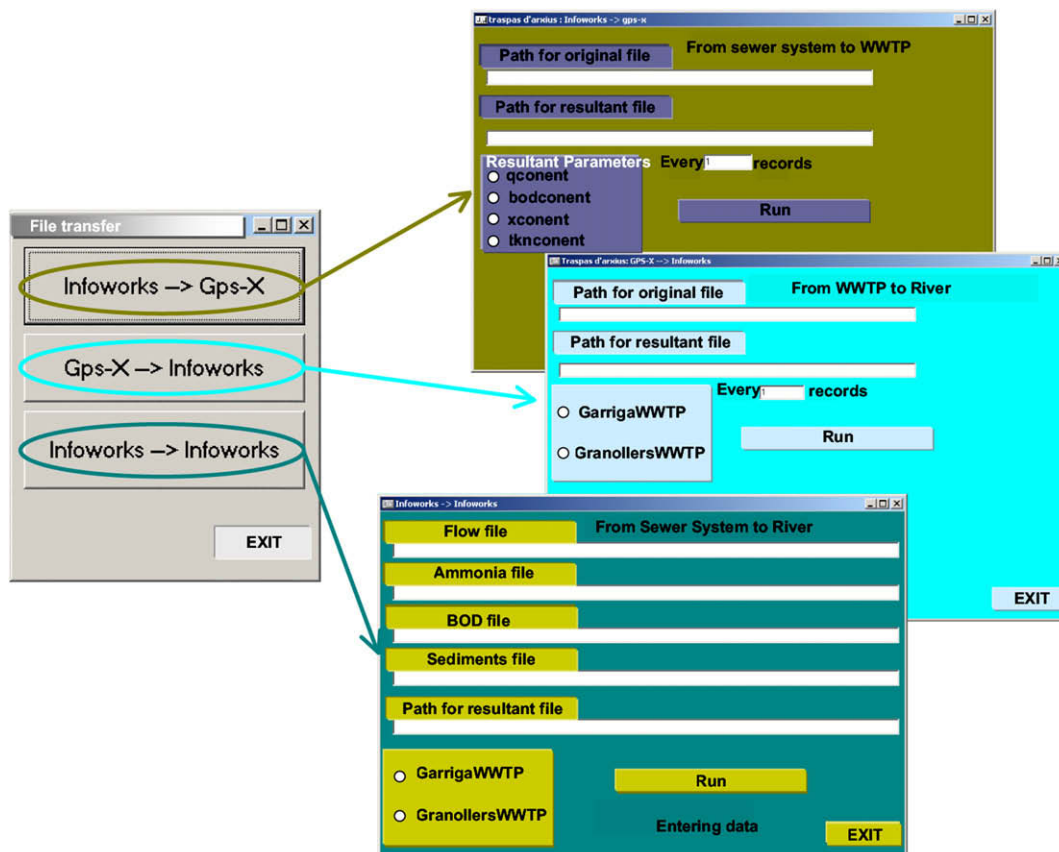 File transfer
Infoworks —> Gps-X
Gps-X —> Infoworks
Infoworks —> Infoworks
EXIT
traspas d'arxius : Infoworks -> gps-x
Path for original file
From sewer system to WWTP
Path for resultant file
Resultant Parameters
Every 1 records
qconent
bodconent
xconent
tknconent
Run
Traspas d'arxius: GPS-X --> Infoworks
Path for original file
From WWTP to River
Path for resultant file
Every 1 records
GarrigaWWTP
GranollersWWTP
Run
EXIT
Infoworks -> Infoworks
Flow file
From Sewer System to River
Ammonia file
BOD file
Sediments file
Path for resultant file
GarrigaWWTP
GranollersWWTP
Run
Entering data
EXIT